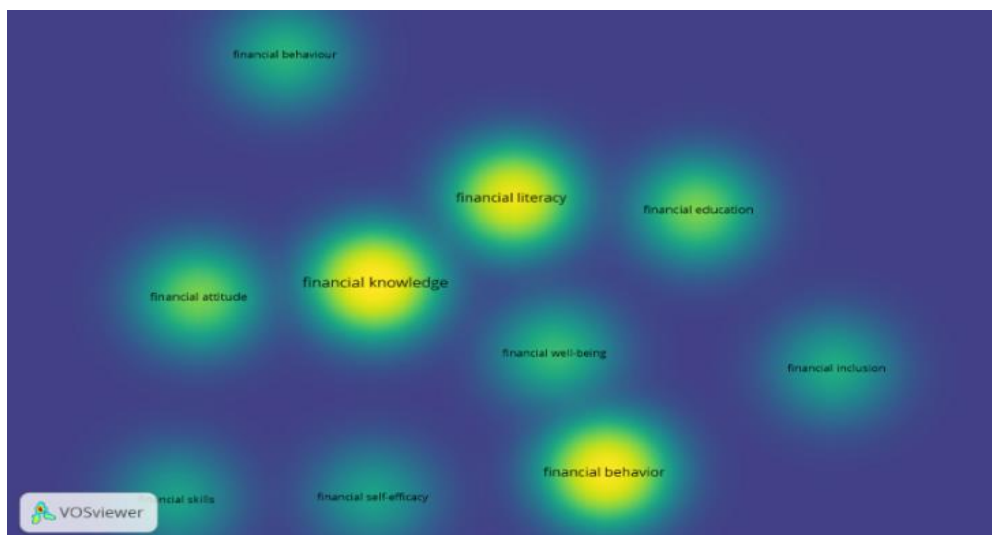 financial behaviour
financial literacy
financial education
financial knowledge
financial attitude
financial well-being
financial inclusion
financial behavior
financial self-efficacy
skills
VOSviewer